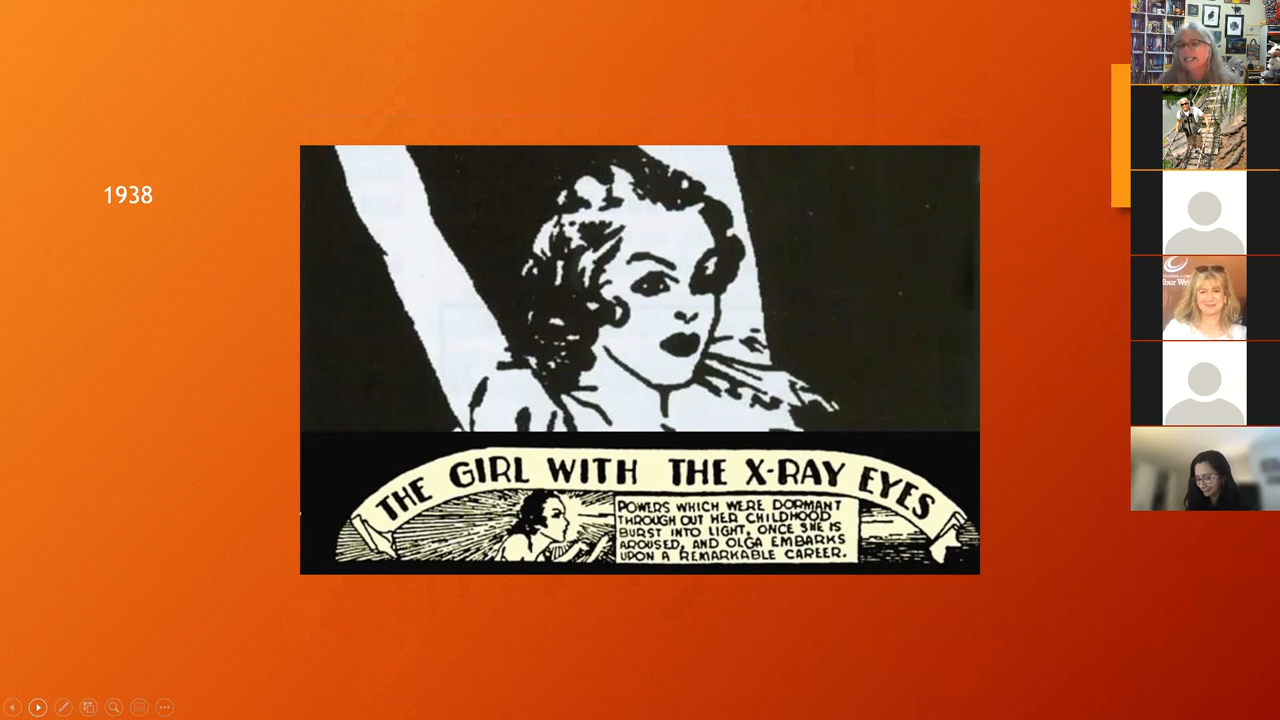 1938
THE GIRL WITH THE X-RAY EYES
POWERS WHICH WERE DORMANT
THROUGH OUT HER CHILDHOOD
BURST INTO LIGHT, ONCE SHE IS
AROUSED, AND OLGA EMBARKS
UPON A REMARKABLE CAREER.